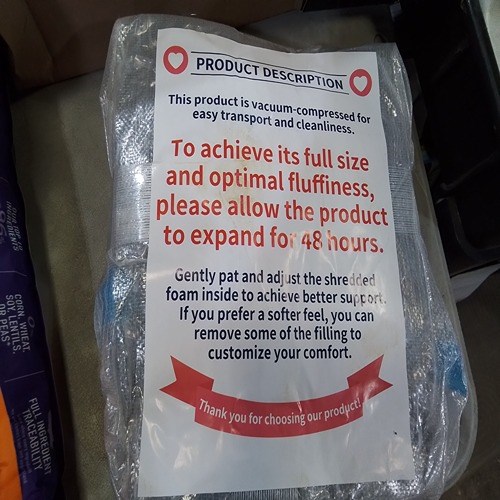 PRODUCT DESCRIPTION
This product is vacuum-compressed for
easy transport and cleanliness.
To achieve its full size
and optimal fluffiness,
please allow the product
to expand for 48 hours.
Gently pat and adjust the shredded
foam inside to achieve better support.
If you prefer a softer feel, you can
remove some of the filling to
customize your comfort.
Thank you for choosing our product!
CORN, WHEAT,
SOY, LENTILS
OR PEAS*
FULL INGREDIENT
TRACEABILITY